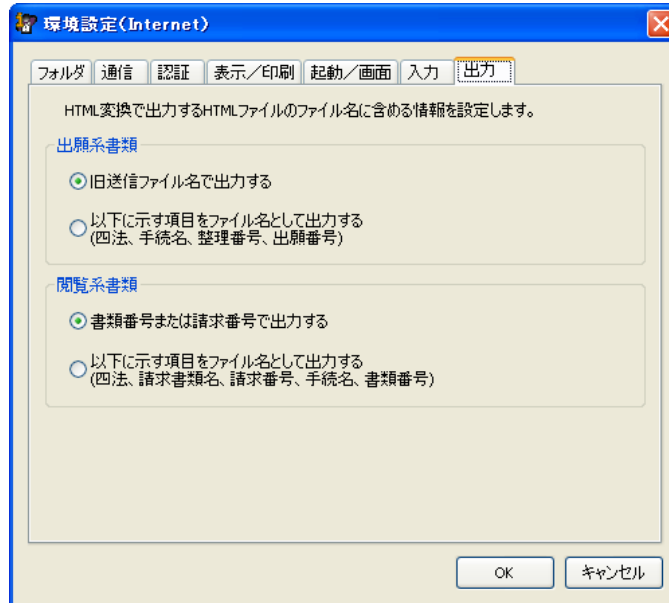 環境設定(Internet)
フォルダ 通信 認証 表示/印刷 起動/画面 入力 出力
HTML変換で出力するHTMLファイルのファイル名に含める情報を設定します。
出願系書類
旧送信ファイル名で出力する
以下に示す項目をファイル名として出力する
(四法、手続名、整理番号、出願番号)
閲覧系書類
書類番号または請求番号で出力する
以下に示す項目をファイル名として出力する
(四法、請求書類名、請求番号、手続名、書類番号)
OK キャンセル